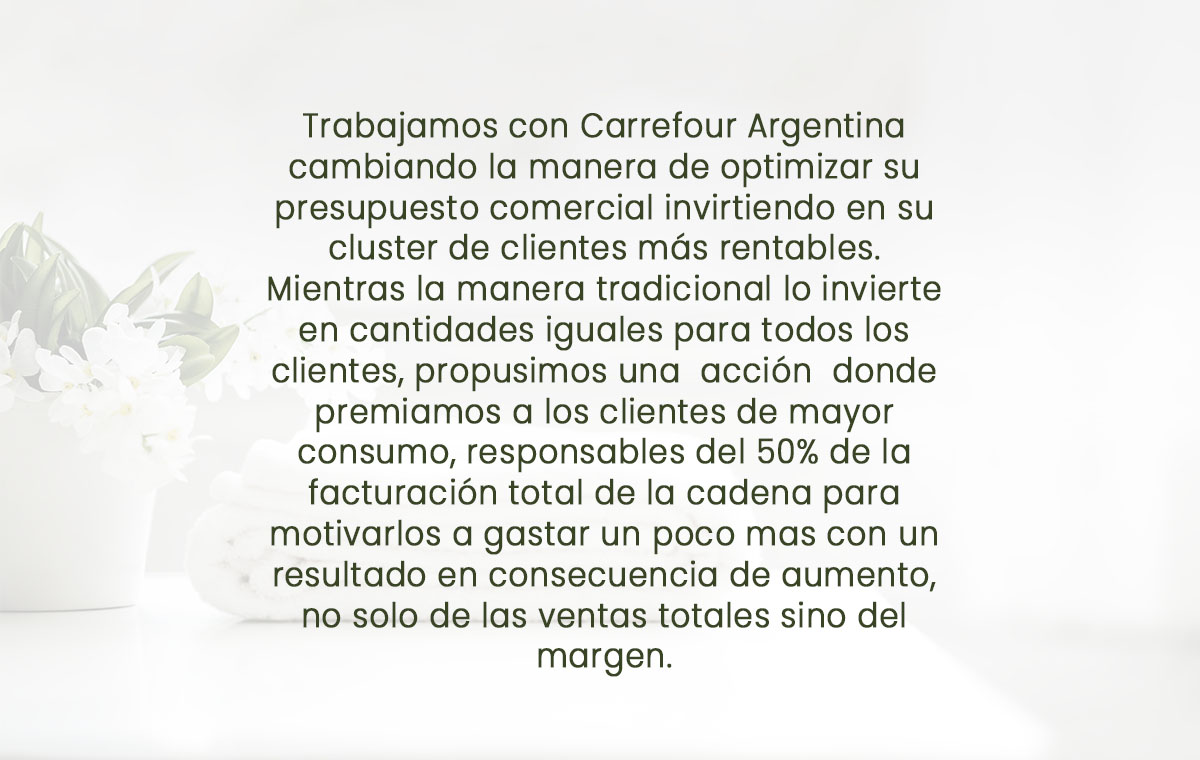 Trabajamos con Carrefour Argentina
cambiando la manera de optimizar su
presupuesto comercial invirtiendo en su
cluster de clientes más rentables.
Mientras la manera tradicional lo invierte
en cantidades iguales para todos los
clientes, propusimos una  acción  donde
premiamos a los clientes de mayor
consumo, responsables del 50% de la
facturación total de la cadena para
motivarlos a gastar un poco mas con un
resultado en consecuencia de aumento,
no solo de las ventas totales sino del
margen.